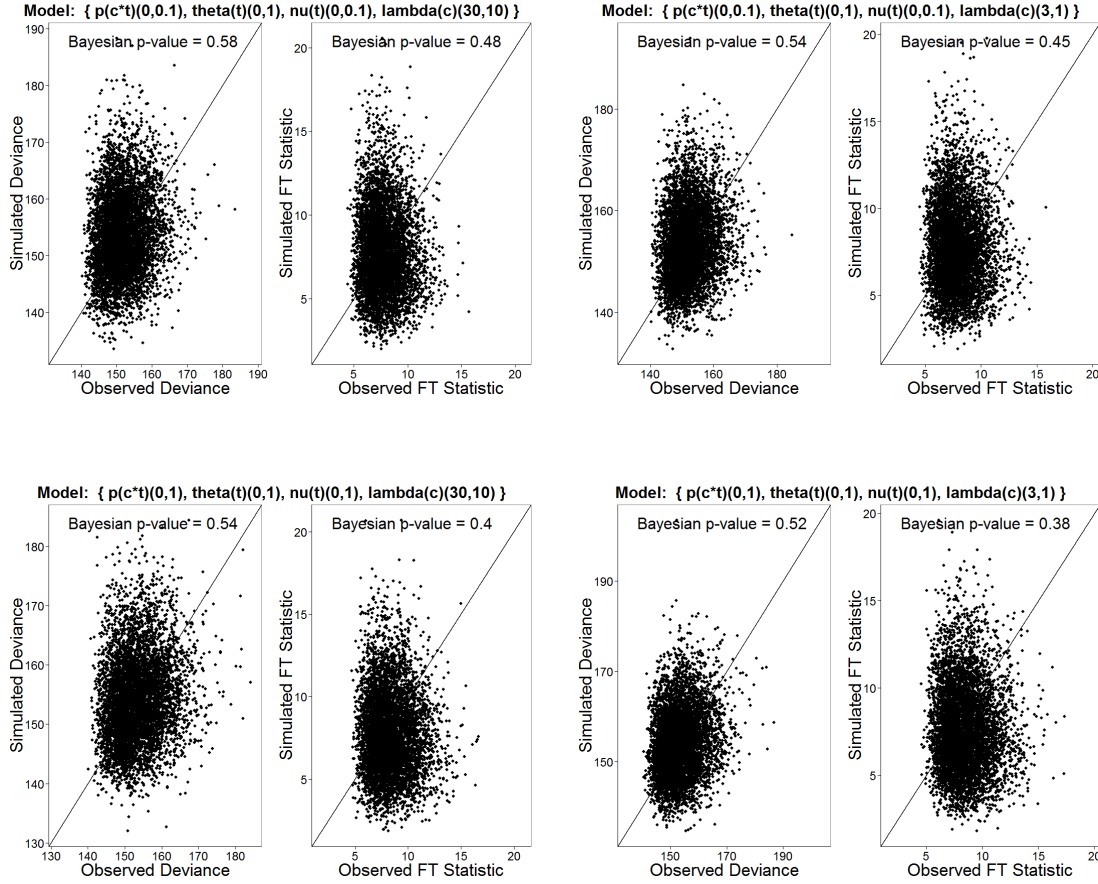 Model:  { p(c*t)(0,0.1), theta(t)(0,1), nu(t)(0,0.1), lambda(c)(30,10) }
Bayesian p-value = 0.58
Simulated Deviance
190
180
170
160
150
140
140 150 160 170 180 190
Observed Deviance
Bayesian p-value = 0.48
Simulated FT Statistic
20
15
10
5
5 10 15 20
Observed FT Statistic
Model:  { p(c*t)(0,0.1), theta(t)(0,1), nu(t)(0,0.1), lambda(c)(3,1) }
Bayesian p-value = 0.54
Simulated Deviance
180
160
140
140 160 180
Observed Deviance
Bayesian p-value = 0.45
Simulated FT Statistic
20
15
10
5
5 10 15 20
Observed FT Statistic
Model:  { p(c*t)(0,1), theta(t)(0,1), nu(t)(0,1), lambda(c)(30,10) }
Bayesian p-value = 0.54
Simulated Deviance
180
170
160
150
140
130
130 140 150 160 170 180
Observed Deviance
Bayesian p-value = 0.4
Simulated FT Statistic
20
15
10
5
5 10 15 20
Observed FT Statistic
Model:  { p(c*t)(0,1), theta(t)(0,1), nu(t)(0,1), lambda(c)(3,1) }
Bayesian p-value = 0.52
Simulated Deviance
190
170
150
150 170 190
Observed Deviance
Bayesian p-value = 0.38
Simulated FT Statistic
20
15
10
5
5 10 15 20
Observed FT Statistic